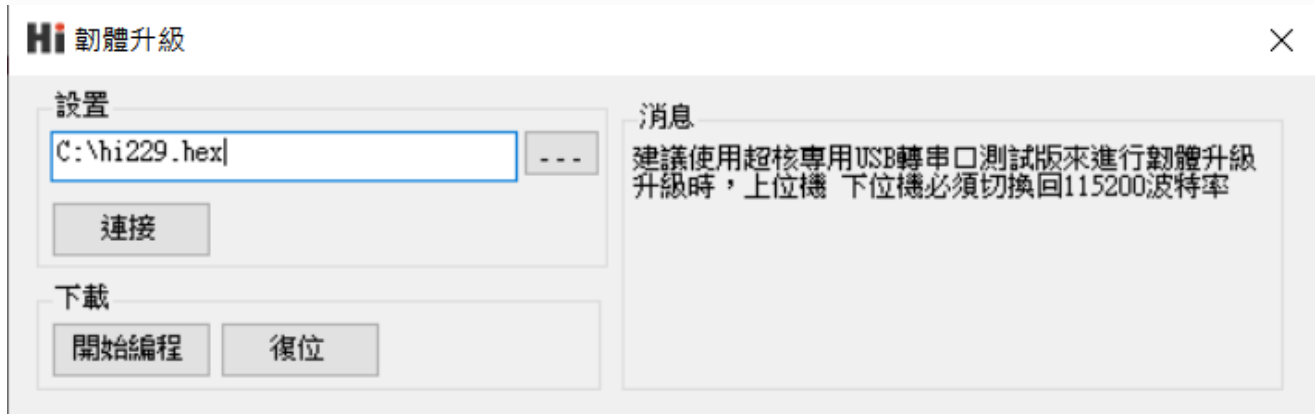 Hi 韌體升級
設置
C:\hi229.hex
...
連接
下載
開始編程
復位
消息
建議使用超核專用USB轉串口測試版來進行韌體升級
升級時，上位機 下位機必須切換回115200波特率